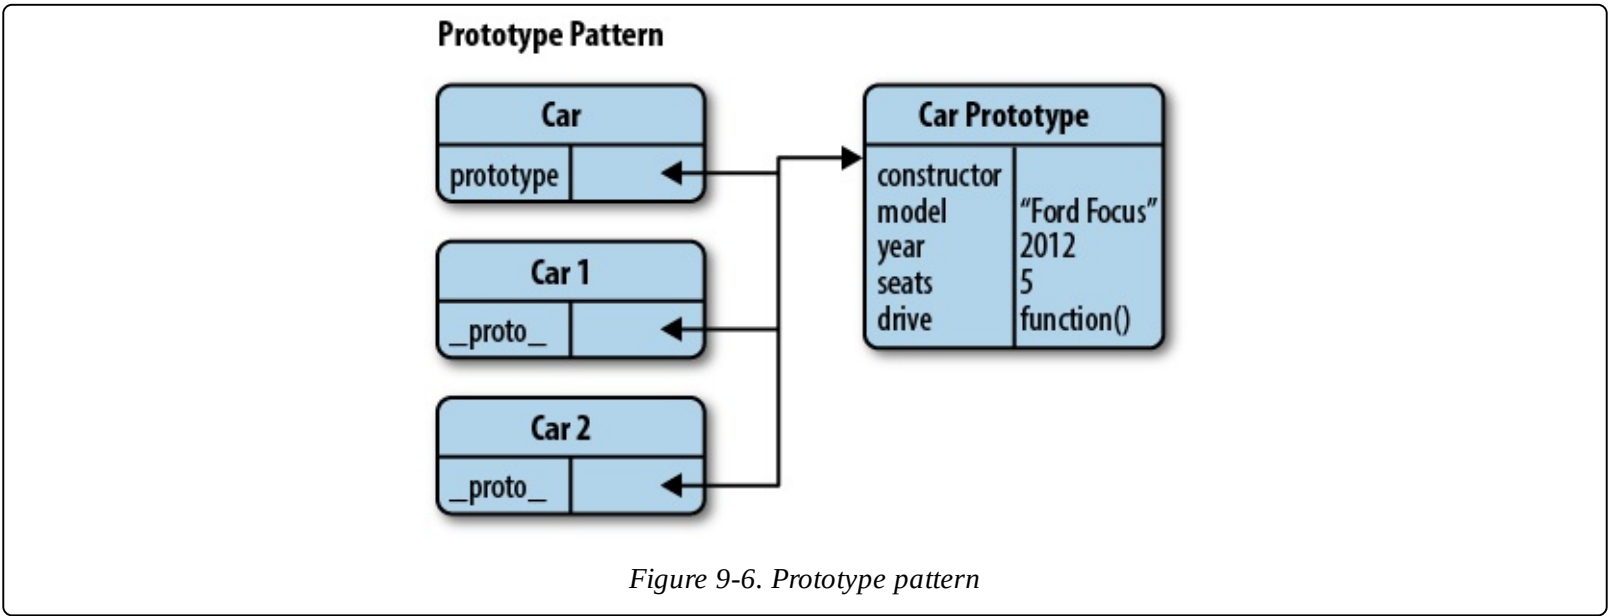 Prototype Pattern
Car
prototype
Car 1
_proto_
Car 2
_proto_
Car Prototype
constructor
model "Ford Focus"
year 2012
seats 5
drive function()
Figure 9-6. Prototype pattern